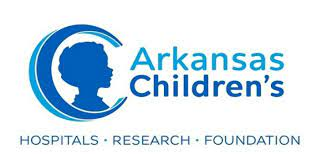 Arkansas
Children's
HOSPITALS · RESEARCH · FOUNDATION